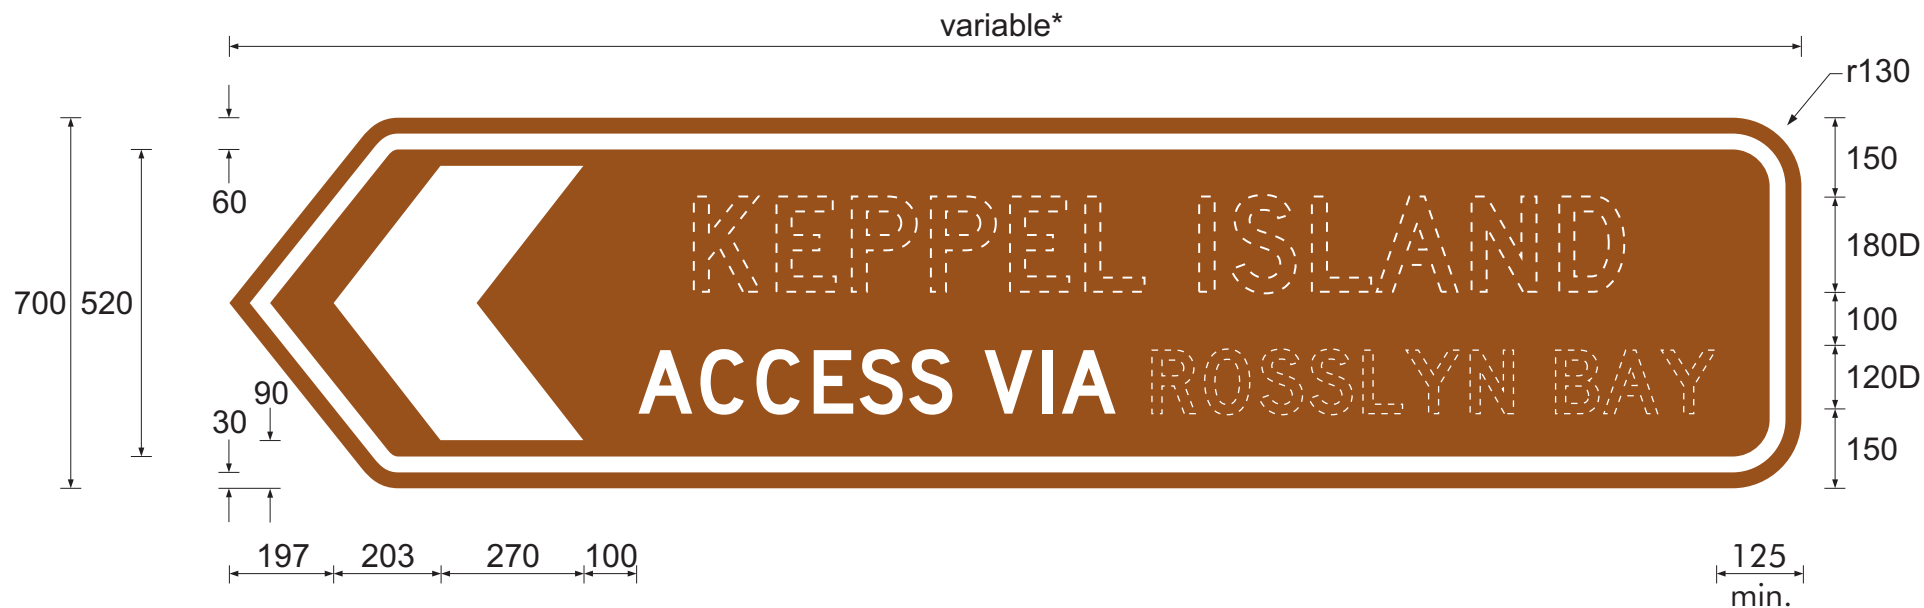 variable*
r130
60
150
KEPPEL ISLAND
180D
700
520
100
ACCESS VIA ROSSLYN BAY
120D
90
30
150
197
203
270
100
125
min.